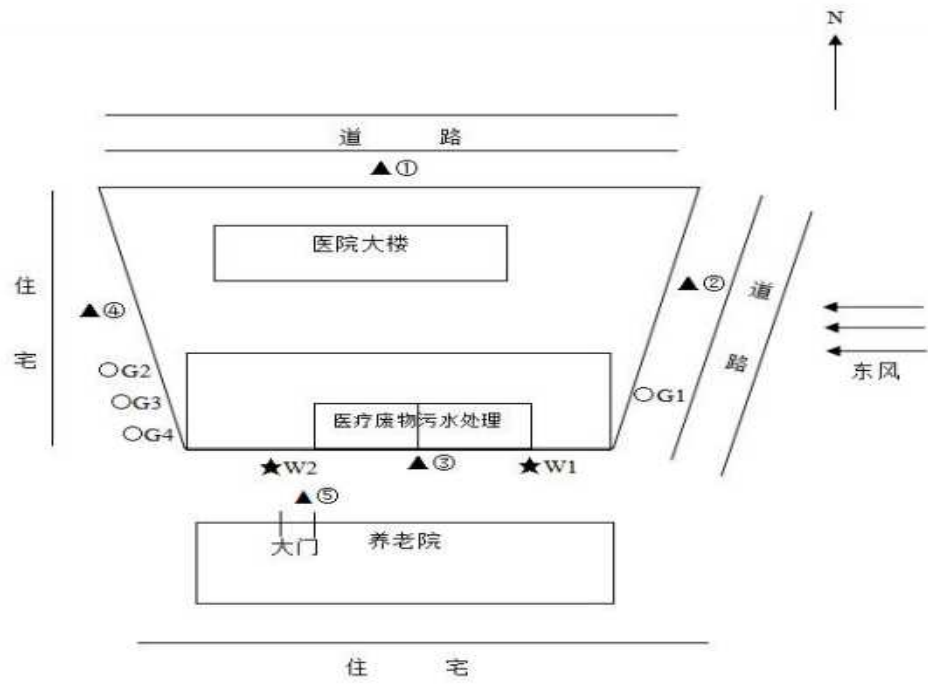 N
道 路
▲①
医院大楼
▲②
道路
住宅
▲④
东风
○G2
○G3
○G4
○G1
医疗废物污水处理
★W2
▲③
★W1
▲⑤
大门
养老院
住 宅